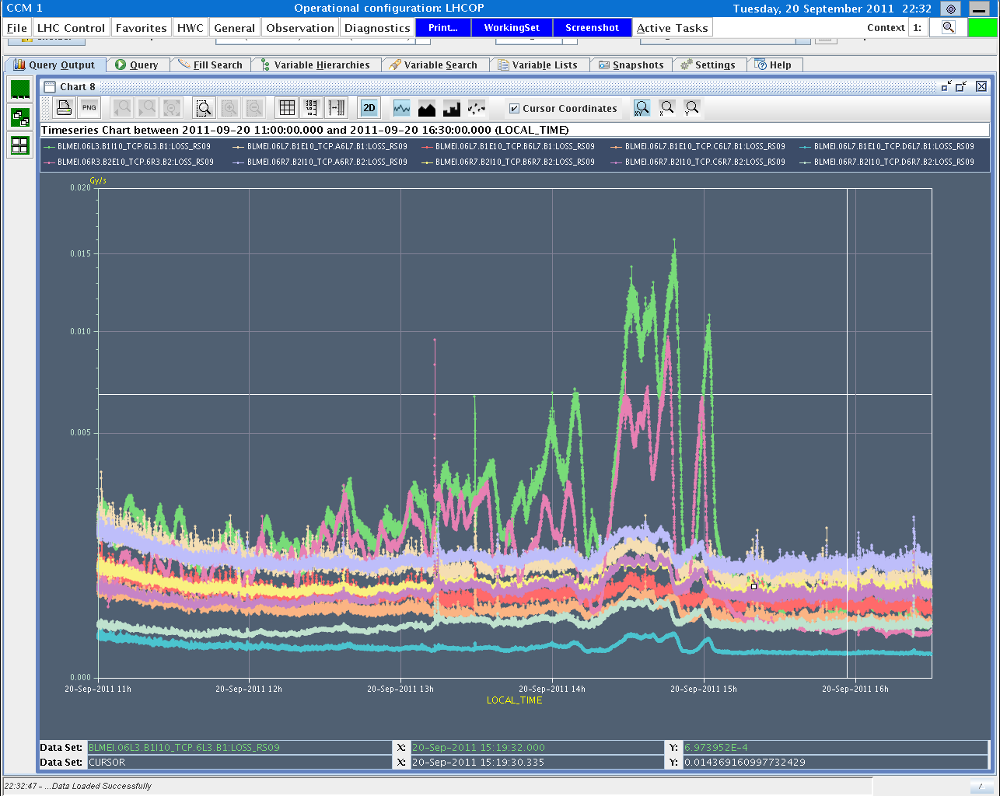 CCM 1 Operational configuration: LHCOP Tuesday, 20 September 2011 22:32
File LHC Control Favorites HWC General Observation Diagnostics Print... WorkingSet Screenshot Active Tasks Context 1:
Query Output Query Fill Search Variable Hierarchies Variable Search Variable Lists Snapshots Settings Help
Chart 8
PNG 2D Cursor Coordinates XY X Y
Timeseries Chart between 2011-09-20 11:00:00.000 and 2011-09-20 16:30:00.000 (LOCAL_TIME)
BLMEI.06L3.B1I10_TCP.6L3.B1:LOSS_RS09 BLMEI.06L7.B1E10_TCP.A6L7.B1:LOSS_RS09 BLMEI.06L7.B1E10_TCP.B6L7.B1:LOSS_RS09 BLMEI.06L7.B1E10_TCP.C6L7.B1:LOSS_RS09 BLMEI.06L7.B1E10_TCP.D6L7.B1:LOSS_RS09
BLMEI.06R3.B2E10_TCP.6R3.B2:LOSS_RS09 BLMEI.06R7.B2I10_TCP.A6R7.B2:LOSS_RS09 BLMEI.06R7.B2I10_TCP.B6R7.B2:LOSS_RS09 BLMEI.06R7.B2I10_TCP.C6R7.B2:LOSS_RS09 BLMEI.06R7.B2I10_TCP.D6R7.B2:LOSS_RS09
Gy/s
0.020
0.015
0.010
0.005
0.000
20-Sep-2011 11h 20-Sep-2011 12h 20-Sep-2011 13h 20-Sep-2011 14h 20-Sep-2011 15h 20-Sep-2011 16h
LOCAL_TIME
Data Set: BLMEI.06L3.B1I10_TCP.6L3.B1:LOSS_RS09 X: 20-Sep-2011 15:19:32.000 Y: 6.973952E-4
Data Set: CURSOR X: 20-Sep-2011 15:19:30.335 Y: 0.014369160997732429
22:32:47 - ...Data Loaded Successfully